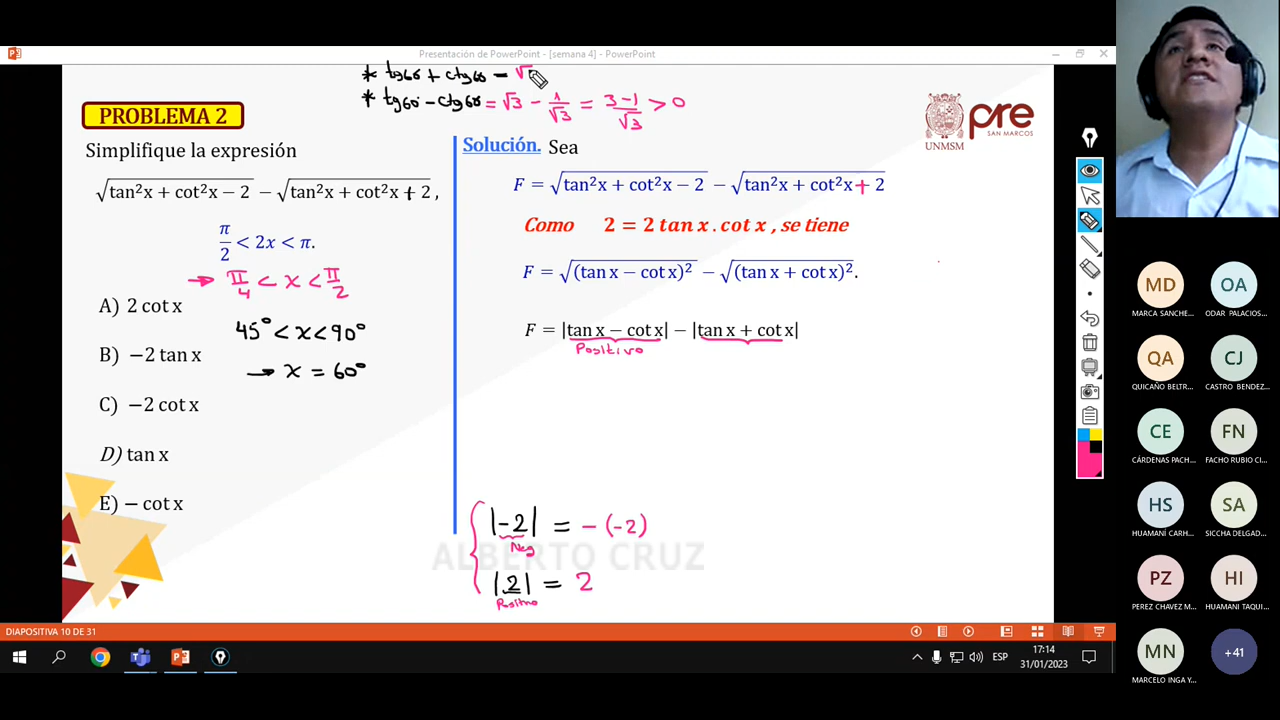 Presentación de PowerPoint - [semana 4] - PowerPoint
* tg60° + ctg60 = √
* tg60° - ctg60° = √3 - 1/√3 = 3-1/√3 > 0
PROBLEMA 2
Simplifique la expresión
√(tan²x + cot²x − 2) − √(tan²x + cot²x + 2),
π/2 < 2x < π.
→ π/4 < x < π/2
45° < x < 90°
→ x = 60°
A) 2 cot x
B) −2 tan x
C) −2 cot x
D) tan x
E) − cot x
Solución. Sea
F = √(tan²x + cot²x − 2) − √(tan²x + cot²x + 2)
Como 2 = 2 tan x . cot x , se tiene
F = √(tan x − cot x)² − √(tan x + cot x)².
F = |tan x − cot x| − |tan x + cot x|
Positivo
|-2| = - (-2)
Neg
|2| = 2
Positivo
ALBERTO CRUZ
UNMSM
pre
SAN MARCOS
MD
MARCA SANCHE...
OA
ODAR PALACIOS...
QA
QUICAÑO BELTR...
CJ
CASTRO BENDEZ...
CE
CÁRDENAS PACH...
FN
FACHO RUBIO CI...
HS
HUAMANÍ CARH...
SA
SICCHA DELGAD...
PZ
PEREZ CHAVEZ M...
HI
HUAMANI TAQUI...
MN
MARCELO INGA Y...
+41
DIAPOSITIVA 10 DE 31
ESP
17:14
31/01/2023